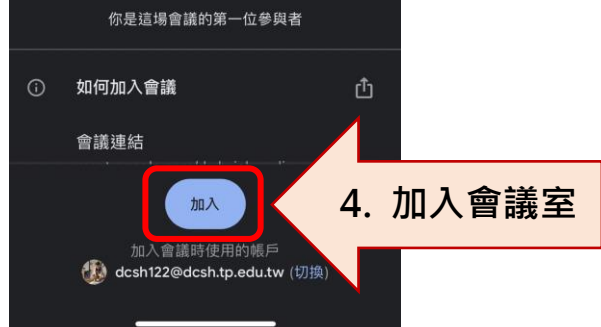 你是這場會議的第一位參與者
如何加入會議
會議連結
加入
4. 加入會議室
加入會議時使用的帳戶
dcsh122@dcsh.tp.edu.tw (切換)